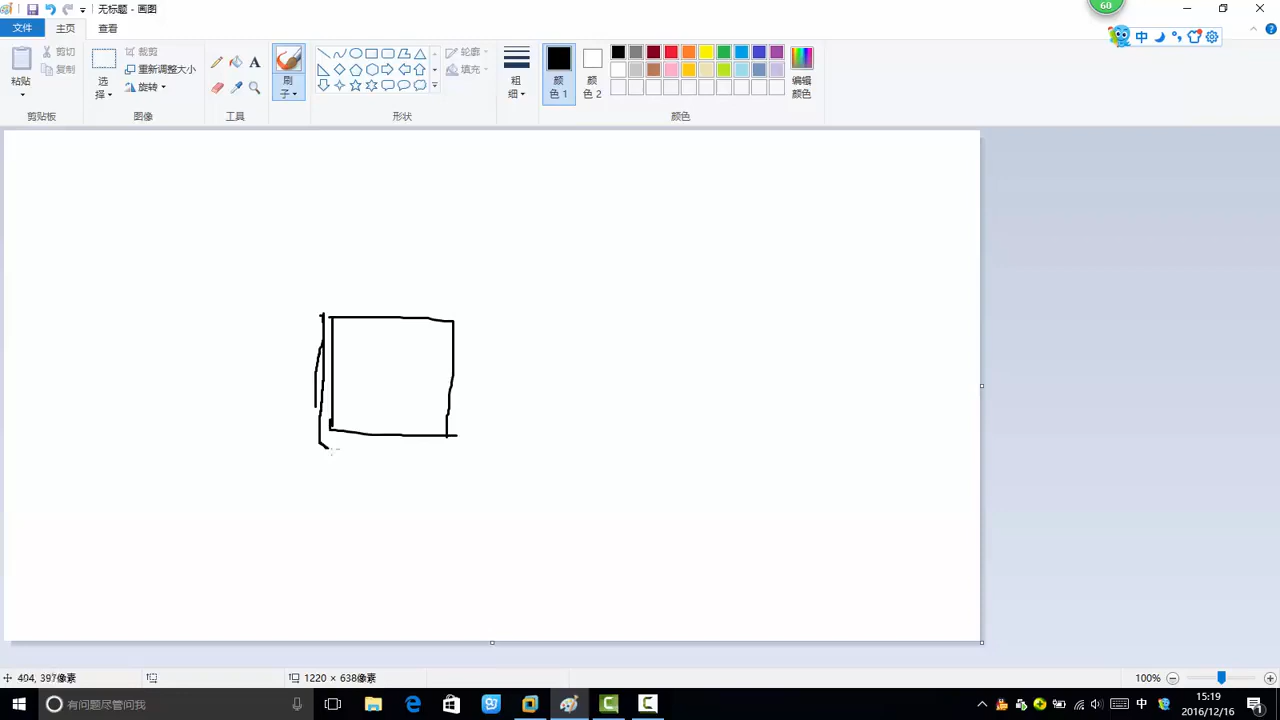 60
无标题 - 画图
文件 主页 查看
粘贴 剪切 复制 选择 裁剪 重新调整大小 旋转 A 刷子 轮廓 填充 粗细 颜色 1 颜色 2 编辑颜色
剪贴板 图像 工具 形状 颜色
中
404, 397像素 1220 × 638像素 100%
有问题尽管问我 中 15:19
2016/12/16